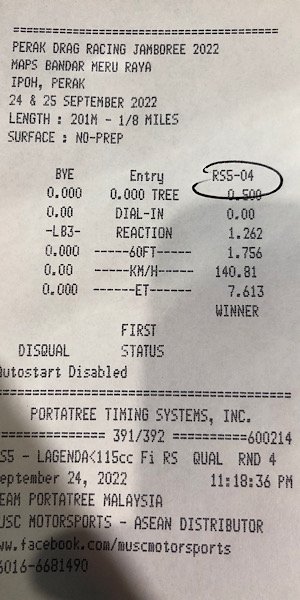 =====================================
PERAK DRAG RACING JAMBOREE 2022
MAPS BANDAR MERU RAYA
IPOH, PERAK
24 & 25 SEPTEMBER 2022
LENGTH : 201M - 1/8 MILES
SURFACE : NO-PREP
BYE Entry RS5-04
0.000 0.000 TREE 0.500
0.00 DIAL-IN 0.00
-LB3- REACTION 1.262
0.000 ------60FT----- 1.756
0.00 -----KM/H----- 140.81
0.000 ------ET------ 7.613
WINNER
FIRST
DISQUAL STATUS
Autostart Disabled
=====================================
PORTATREE TIMING SYSTEMS, INC.
============ 391/392 ==========600214
S5 - LAGENDA<115cc Fi RS QUAL RND 4
eptember 24, 2022 11:18:36 PM
EAM PORTATREE MALAYSIA
USC MOTORSPORTS - ASEAN DISTRIBUTOR
ww.facebook.com/muscmotorsports
6016-6681490